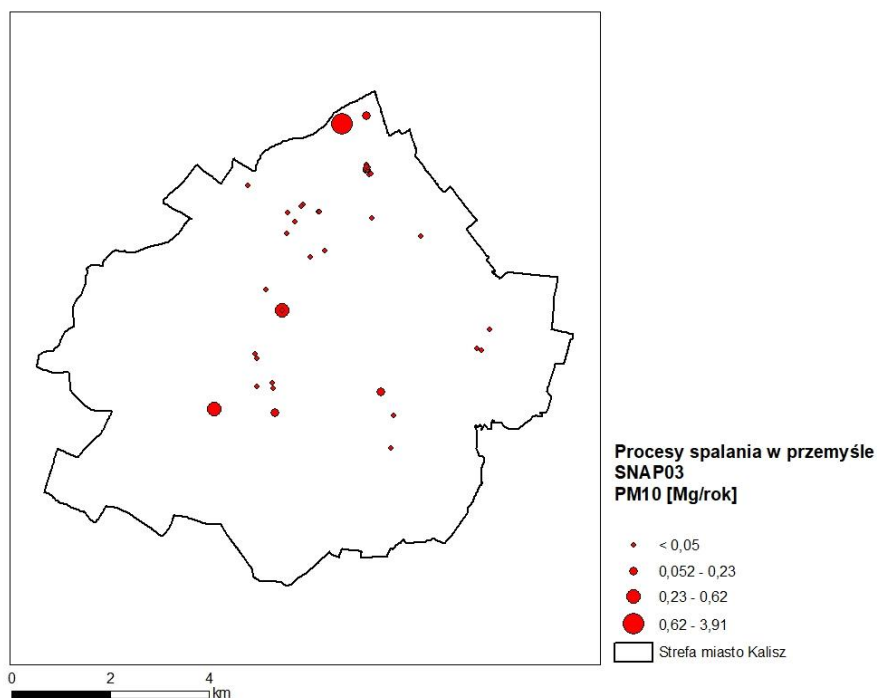 Procesy spalania w przemyśle
SNAP03
PM10 [Mg/rok]
< 0,05
0,052 - 0,23
0,23 - 0,62
0,62 - 3,91
Strefa miasto Kalisz
0 2 4
km